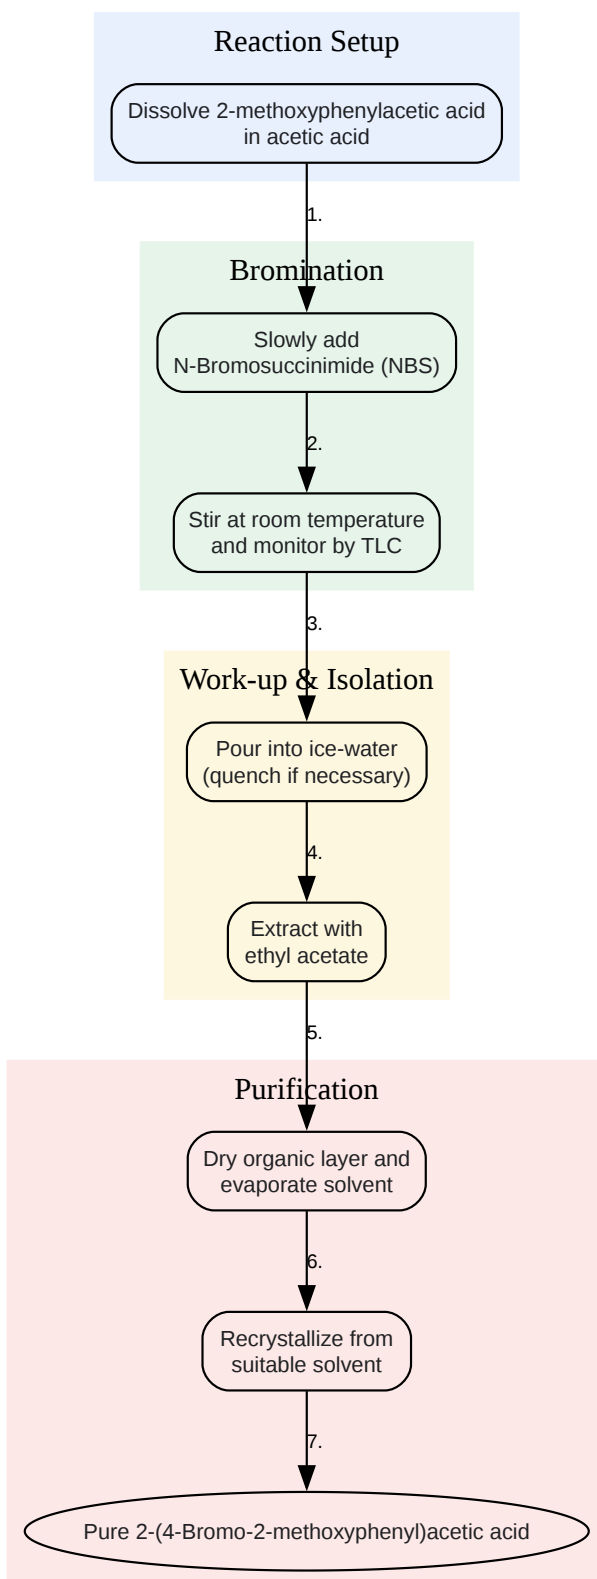 Reaction Setup
Dissolve 2-methoxyphenylacetic acid
in acetic acid
1.
Bromination
Slowly add
N-Bromosuccinimide (NBS)
2.
Stir at room temperature
and monitor by TLC
3.
Work-up & Isolation
Pour into ice-water
(quench if necessary)
4.
Extract with
ethyl acetate
5.
Purification
Dry organic layer and
evaporate solvent
6.
Recrystallize from
suitable solvent
7.
Pure 2-(4-Bromo-2-methoxyphenyl)acetic acid